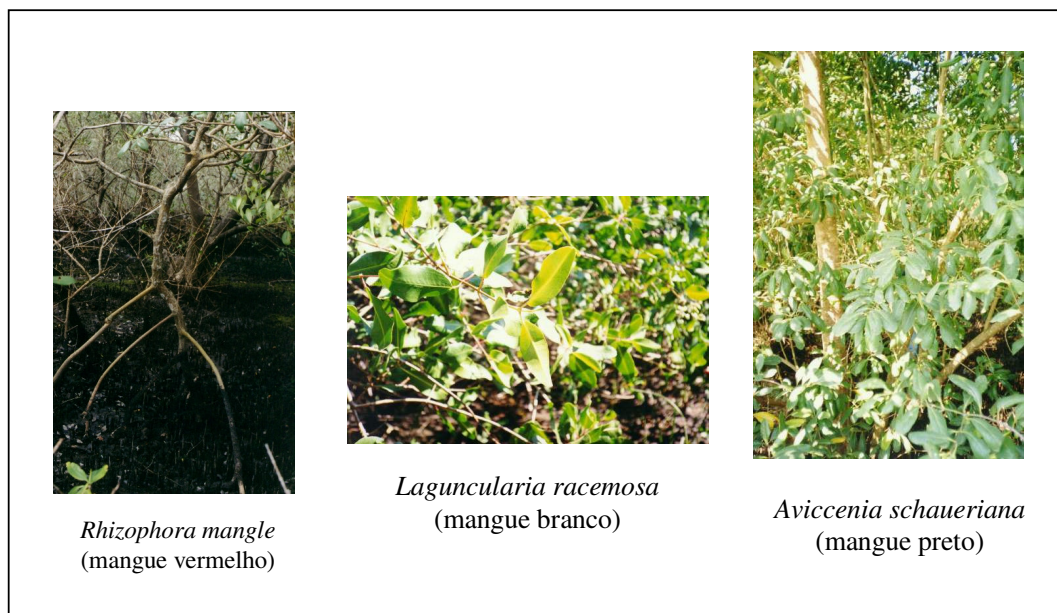 Rhizophora mangle
(mangue vermelho)
Laguncularia racemosa
(mangue branco)
Aviccenia schaueriana
(mangue preto)